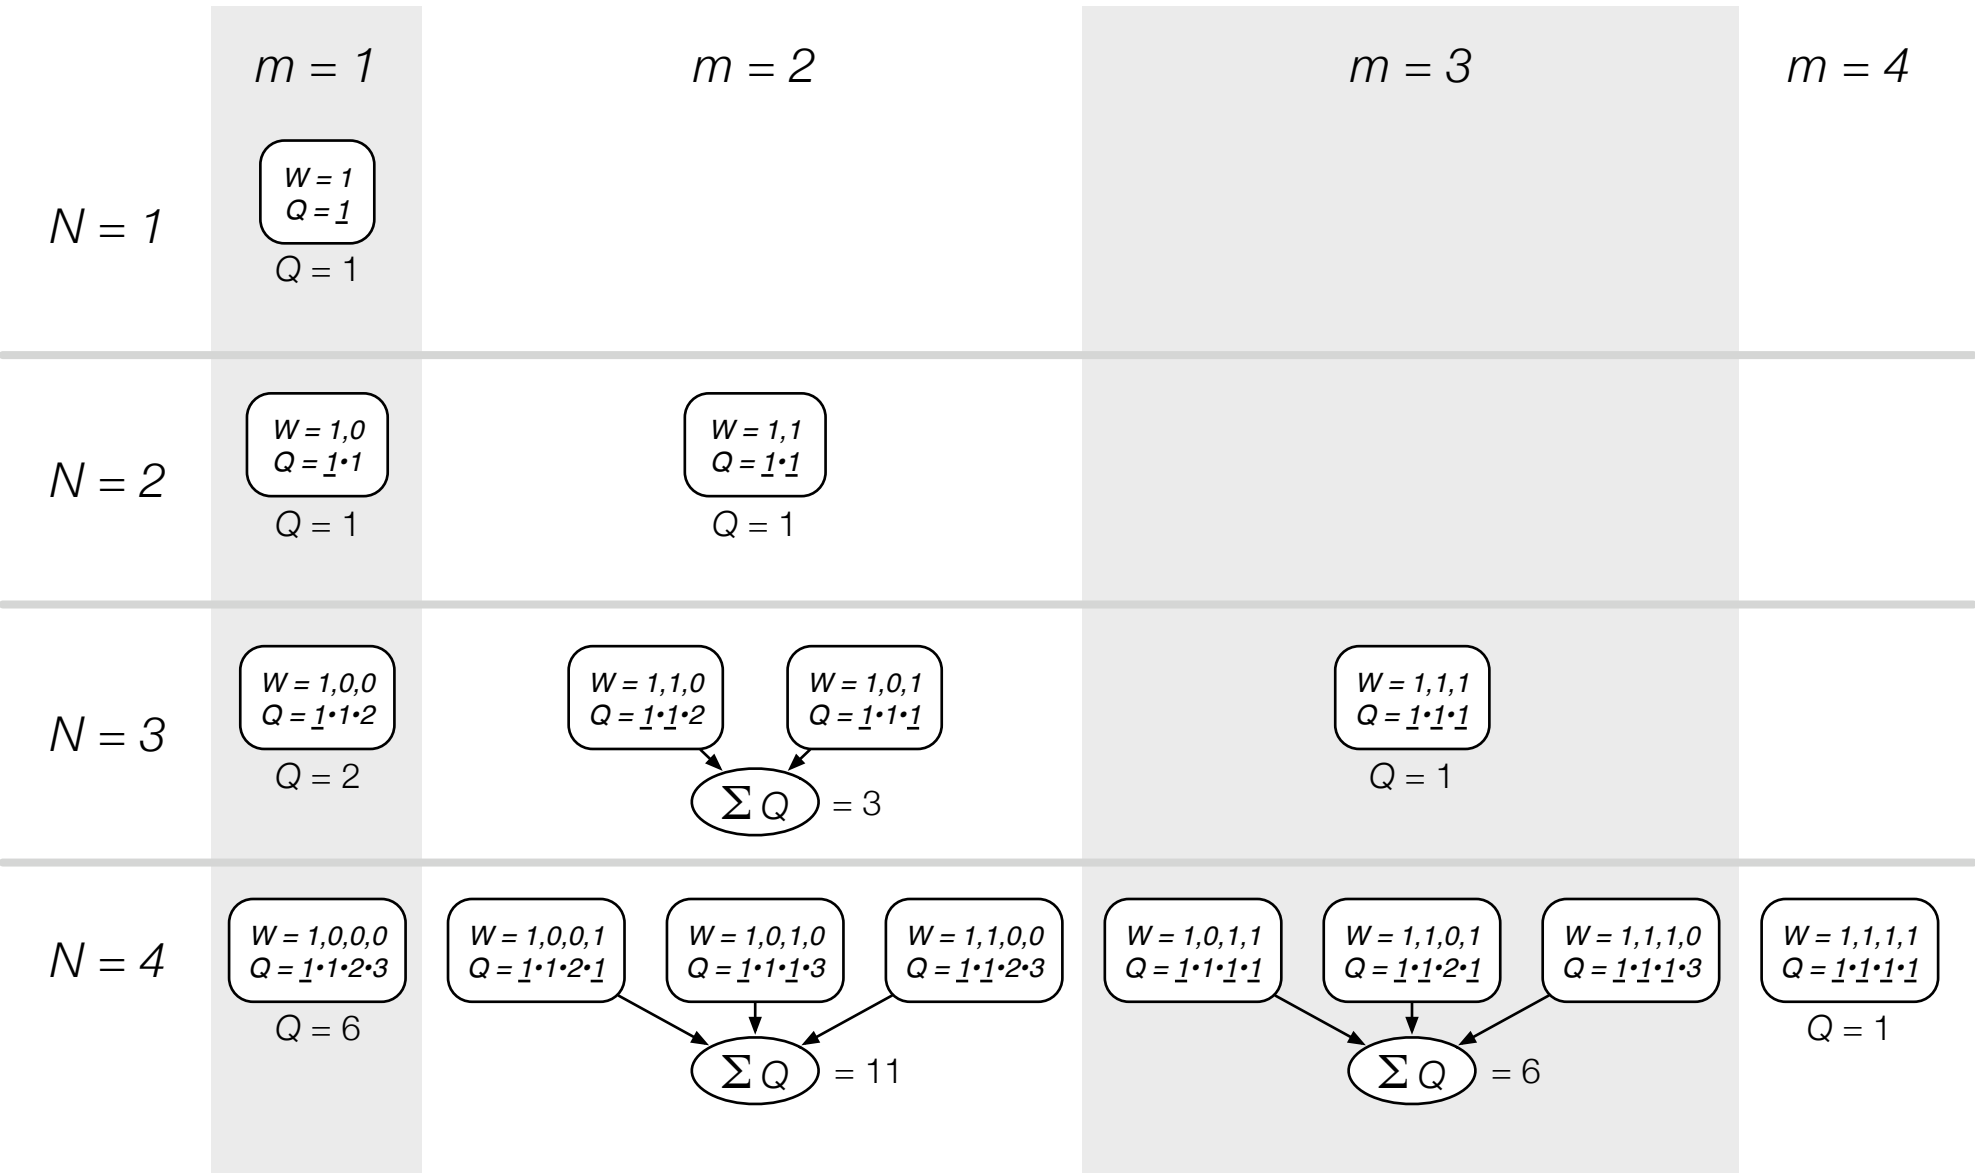 m = 1
m = 2
m = 3
m = 4
N = 1
W = 1
Q = 1
Q = 1
N = 2
W = 1,0
Q = 1•1
Q = 1
W = 1,1
Q = 1•1
Q = 1
N = 3
W = 1,0,0
Q = 1•1•2
Q = 2
W = 1,1,0
Q = 1•1•2
W = 1,0,1
Q = 1•1•1
Σ Q = 3
W = 1,1,1
Q = 1•1•1
Q = 1
N = 4
W = 1,0,0,0
Q = 1•1•2•3
Q = 6
W = 1,0,0,1
Q = 1•1•2•1
W = 1,0,1,0
Q = 1•1•1•3
W = 1,1,0,0
Q = 1•1•2•3
Σ Q = 11
W = 1,0,1,1
Q = 1•1•1•1
W = 1,1,0,1
Q = 1•1•2•1
W = 1,1,1,0
Q = 1•1•1•3
Σ Q = 6
W = 1,1,1,1
Q = 1•1•1•1
Q = 1